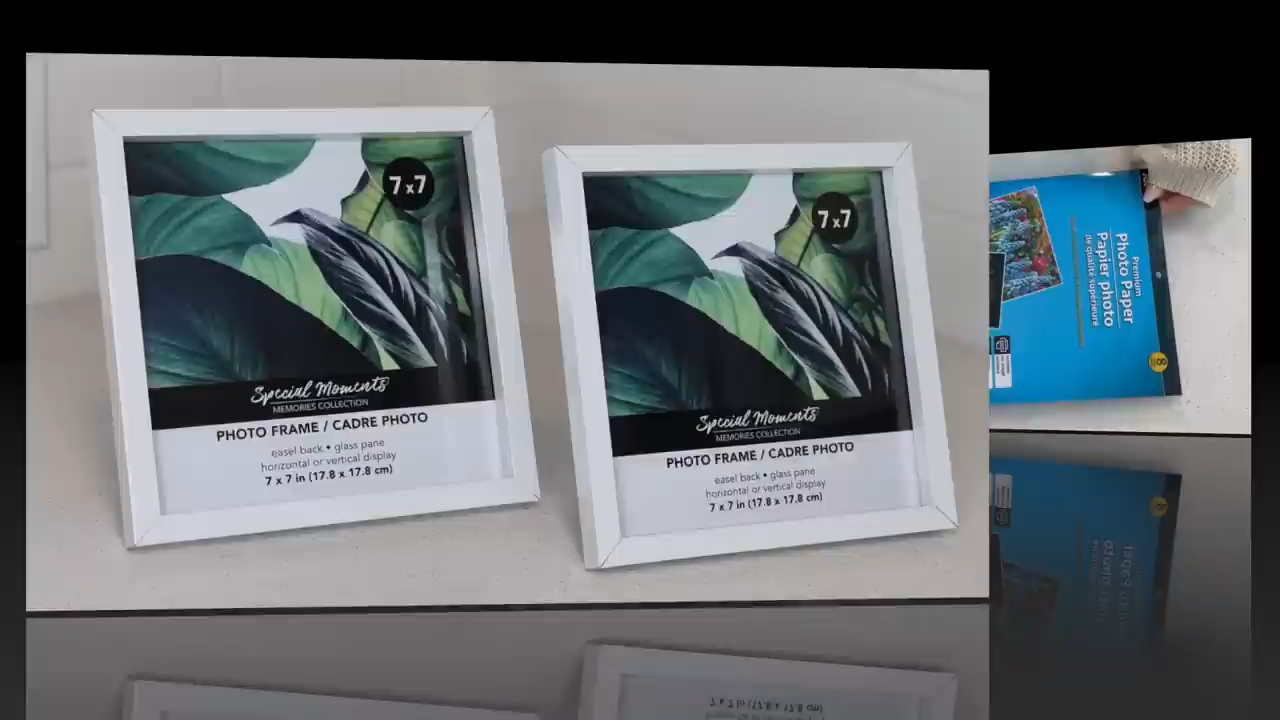 7x7
Special Moments
MEMORIES COLLECTION
PHOTO FRAME / CADRE PHOTO
easel back • glass pane
horizontal or vertical display
7 x 7 in (17.8 x 17.8 cm)
7x7
Special Moments
MEMORIES COLLECTION
PHOTO FRAME / CADRE PHOTO
easel back • glass pane
horizontal or vertical display
7 x 7 in (17.8 x 17.8 cm)
Premium
Photo Paper
Papier photo
de qualité supérieure
8